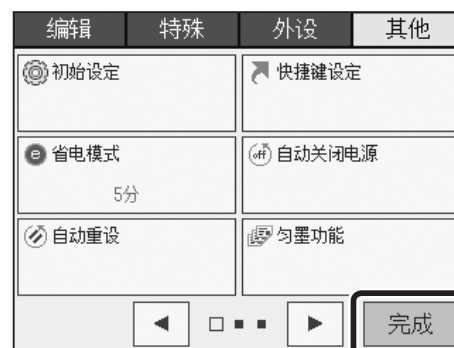 编辑 特殊 外设 其他
初始设定 快捷键设定
省电模式 自动关闭电源
5分
自动重设 匀墨功能
完成